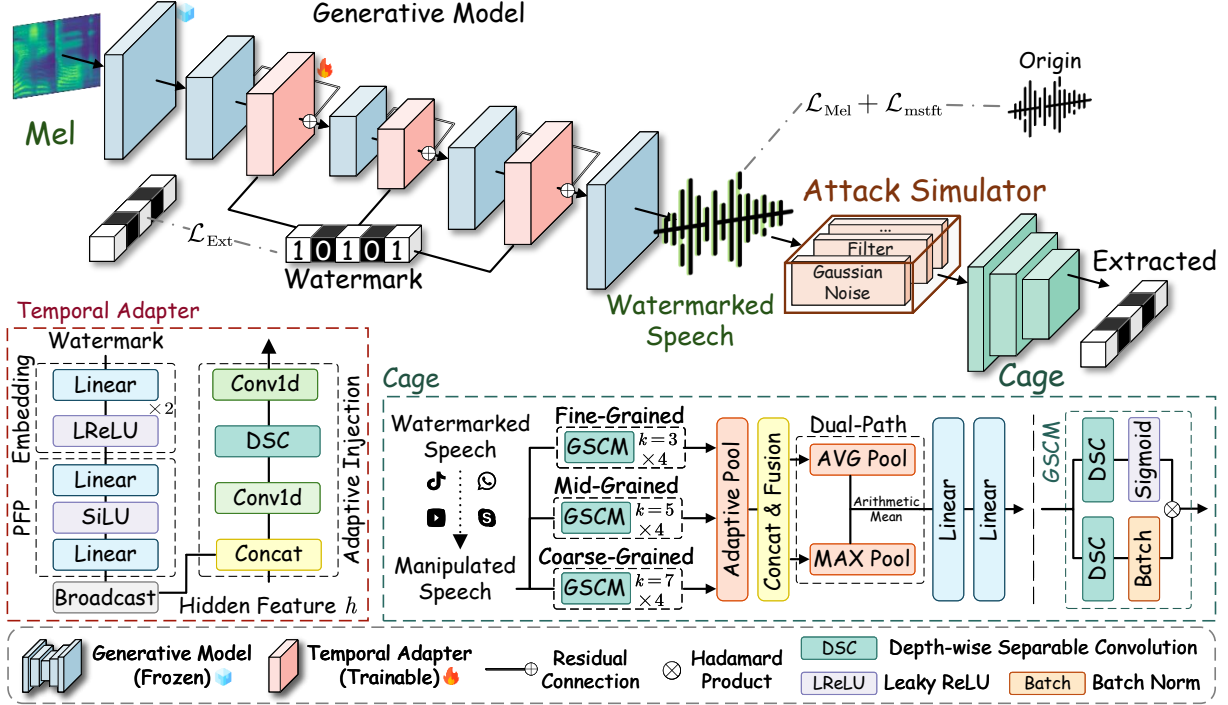 Generative Model
Mel
Origin
ℒ_Mel + ℒ_mstft
ℒ_Ext
1 0 1 0 1
Watermark
Watermarked
Speech
Attack Simulator
...
Filter
Gaussian
Noise
Extracted
Cage
Temporal Adapter
Watermark
Embedding
Linear
×2
LReLU
PFP
Linear
SiLU
Linear
Broadcast
Adaptive Injection
Conv1d
DSC
Conv1d
Concat
Hidden Feature h
Cage
Watermarked
Speech
Manipulated
Speech
Fine-Grained
GSCM k=3
×4
Mid-Grained
GSCM k=5
×4
Coarse-Grained
GSCM k=7
×4
Adaptive Pool
Concat & Fusion
Dual-Path
AVG Pool
Arithmetic
Mean
MAX Pool
Linear
Linear
GSCM
DSC
Sigmoid
DSC
Batch
Generative Model
(Frozen)
Temporal Adapter
(Trainable)
Residual
Connection
Hadamard
Product
DSC Depth-wise Separable Convolution
LReLU Leaky ReLU
Batch Batch Norm